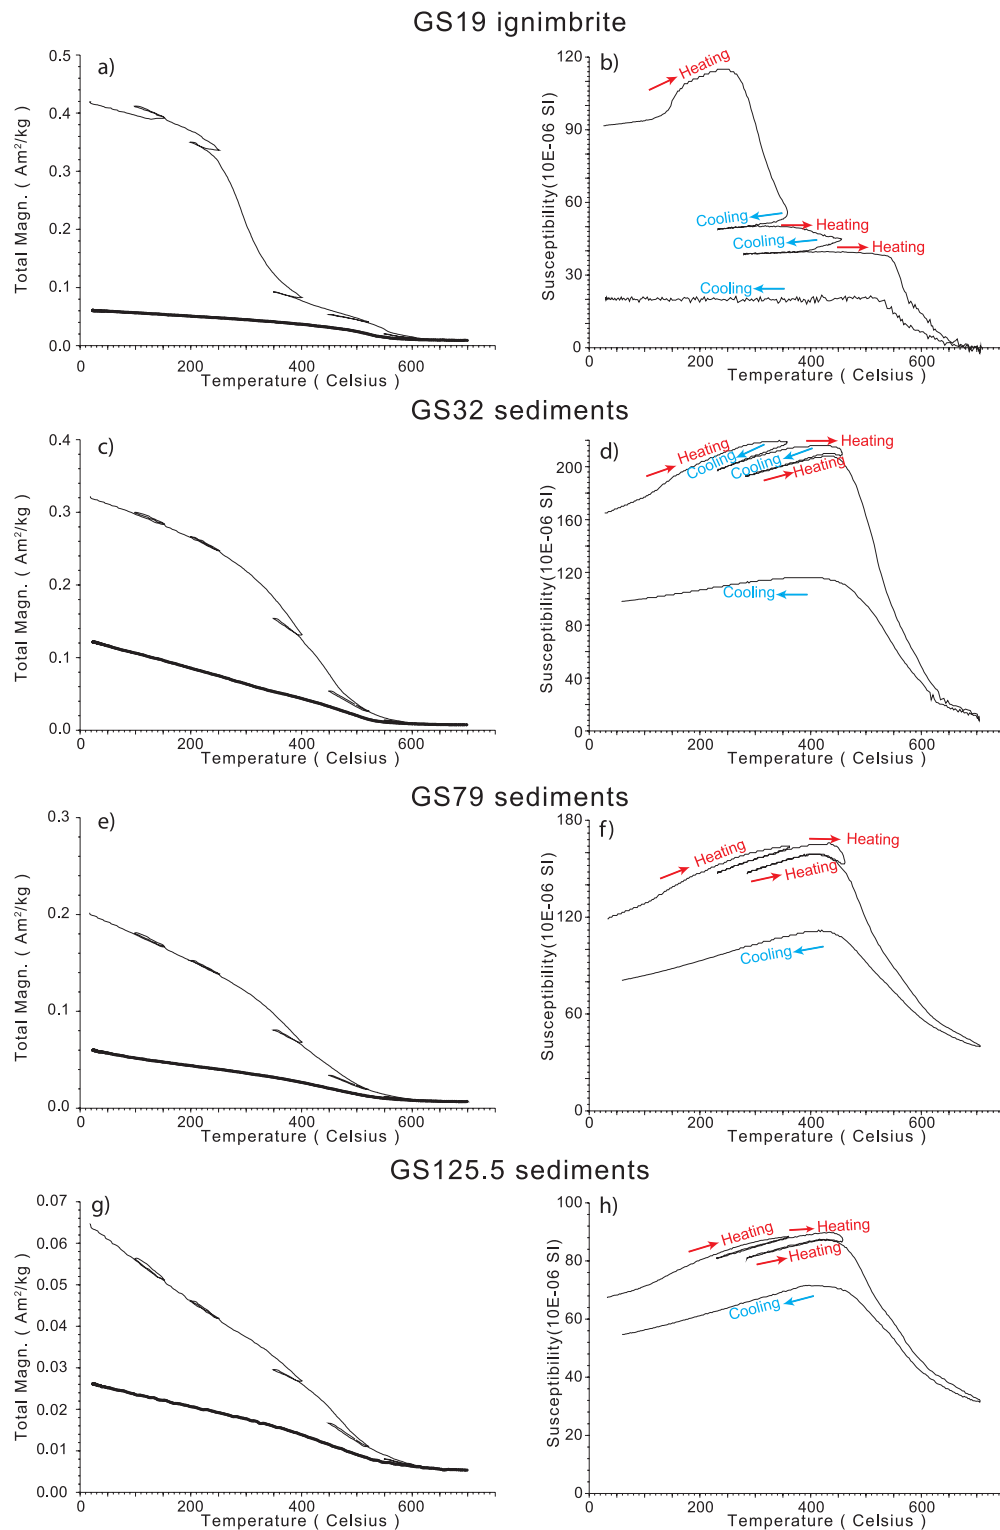 GS19 ignimbrite
a)
0.5
0.4
0.3
0.2
0.1
0.0
Total Magn. ( Am²/kg )
0 200 400 600
Temperature ( Celsius )
b)
120
90
60
30
0
Susceptibility(10E-06 SI)
Heating
Cooling
Heating
Cooling
Heating
Cooling
0 200 400 600
Temperature ( Celsius )
GS32 sediments
c)
0.4
0.3
0.2
0.1
0.0
Total Magn. ( Am²/kg )
0 200 400 600
Temperature ( Celsius )
d)
200
160
120
80
40
0
Susceptibility(10E-06 SI)
Heating
Cooling
Heating
Cooling
Heating
Cooling
0 200 400 600
Temperature ( Celsius )
GS79 sediments
e)
0.3
0.2
0.1
0.0
Total Magn. ( Am²/kg )
0 200 400 600
Temperature ( Celsius )
f)
180
120
60
0
Susceptibility(10E-06 SI)
Heating
Heating
Heating
Cooling
0 200 400 600
Temperature ( Celsius )
GS125.5 sediments
g)
0.07
0.06
0.05
0.04
0.03
0.02
0.01
0.00
Total Magn. ( Am²/kg )
0 200 400 600
Temperature ( Celsius )
h)
100
80
60
40
20
0
Susceptibility(10E-06 SI)
Heating
Heating
Heating
Cooling
0 200 400 600
Temperature ( Celsius )